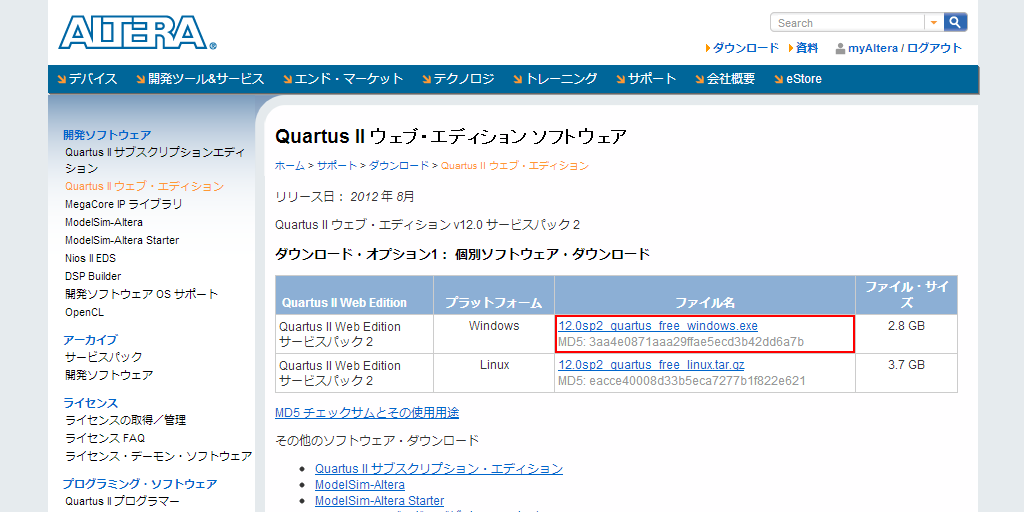 ALTERA®
Search
ダウンロード 資料 myAltera / ログアウト
デバイス 開発ツール&サービス エンド・マーケット テクノロジ トレーニング サポート 会社概要 eStore
開発ソフトウェア
Quartus II サブスクリプションエディ
ション
Quartus II ウェブ・エディション
MegaCore IP ライブラリ
ModelSim-Altera
ModelSim-Altera Starter
Nios II EDS
DSP Builder
開発ソフトウェア OS サポート
OpenCL
アーカイブ
サービスパック
開発ソフトウェア
ライセンス
ライセンスの取得／管理
ライセンス FAQ
ライセンス・デーモン・ソフトウェア
プログラミング・ソフトウェア
Quartus II プログラマー
Quartus II ウェブ・エディション ソフトウェア
ホーム > サポート > ダウンロード > Quartus II ウェブ・エディション
リリース日： 2012 年 8月
Quartus II ウェブ・エディション v12.0 サービスパック 2
ダウンロード・オプション1： 個別ソフトウェア・ダウンロード
Quartus II Web Edition プラットフォーム ファイル名 ファイル・サイ
ズ
Quartus II Web Edition Windows 12.0sp2_quartus_free_windows.exe 2.8 GB
サービスパック 2 MD5: 3aa4e0871aaa29ffae5ecd3b42dd6a7b
Quartus II Web Edition Linux 12.0sp2_quartus_free_linux.tar.gz 3.7 GB
サービスパック 2 MD5: eacce40008d33b5eca7277b1f822e621
MD5 チェックサムとその使用用途
その他のソフトウェア・ダウンロード
Quartus II サブスクリプション・エディション
ModelSim-Altera
ModelSim-Altera Starter